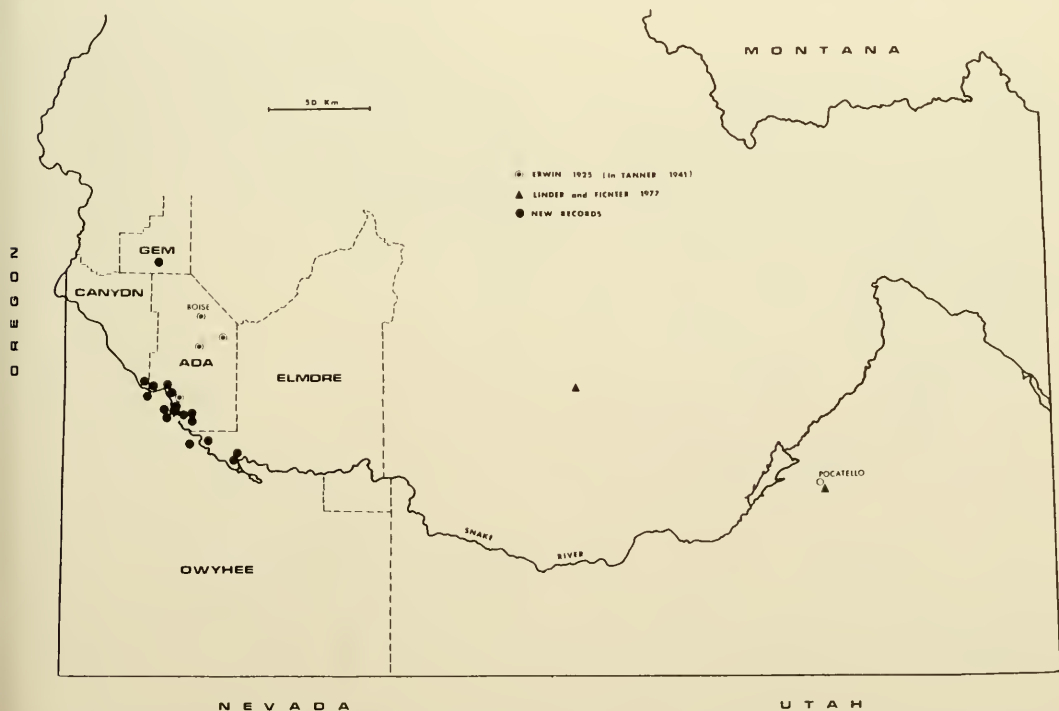 MONTANA
50 Km
ERWIN 1925 (In TANNER 1941)
LINDER and FICHTER 1977
NEW RECORDS
OREGON
GEM
CANYON
BOISE
ADA
ELMORE
POCATELLO
SNAKE
RIVER
OWYHEE
NEVADA
UTAH